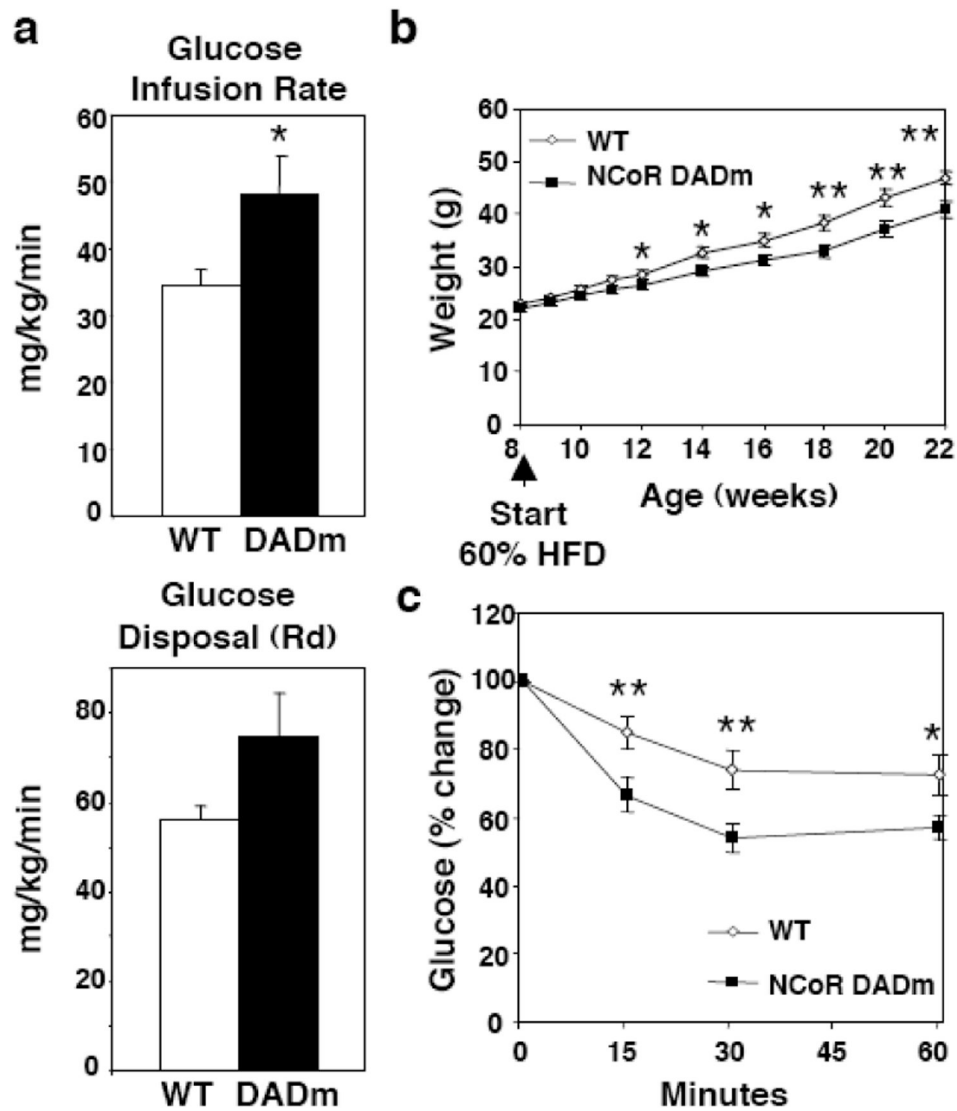 a
Glucose
Infusion Rate
mg/kg/min
60
50
40
30
20
10
0
*
WT DADm
Glucose
Disposal (Rd)
mg/kg/min
80
60
40
20
0
WT DADm
b
Weight (g)
60
50
40
30
20
10
0
WT
NCoR DADm
* * * ** ** **
8 10 12 14 16 18 20 22
Age (weeks)
Start
60% HFD
c
Glucose (% change)
120
100
80
60
40
20
0
** ** *
WT
NCoR DADm
0 15 30 45 60
Minutes